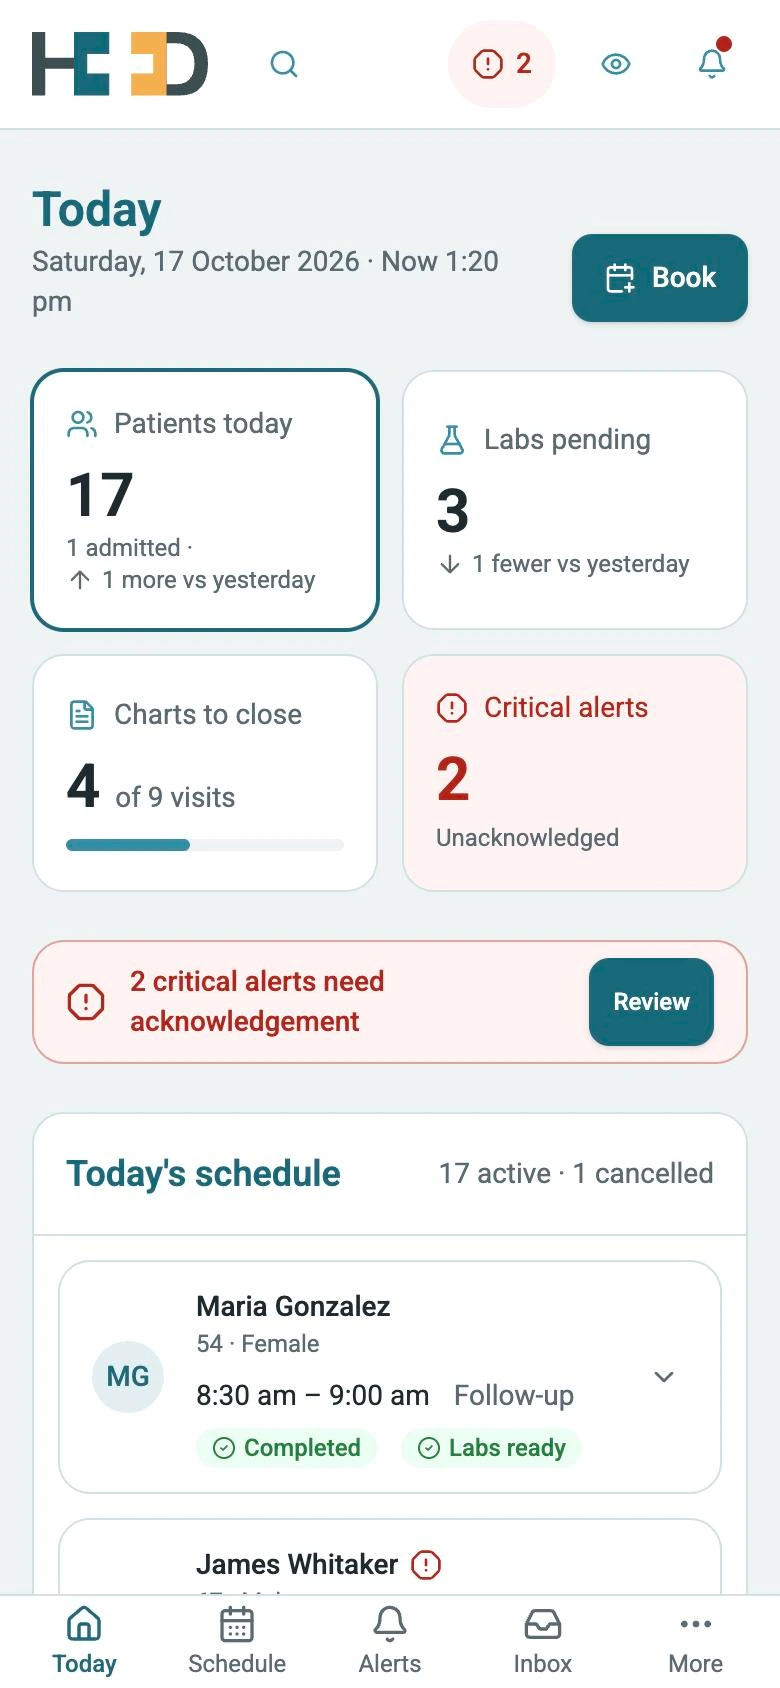 HCED
2
Today
Saturday, 17 October 2026 · Now 1:20
pm
Book
Patients today
17
1 admitted ·
↑ 1 more vs yesterday
Labs pending
3
↓ 1 fewer vs yesterday
Charts to close
4 of 9 visits
Critical alerts
2
Unacknowledged
2 critical alerts need
acknowledgement
Review
Today's schedule
17 active · 1 cancelled
Maria Gonzalez
54 · Female
MG
8:30 am – 9:00 am Follow-up
Completed
Labs ready
James Whitaker
Today
Schedule
Alerts
Inbox
More